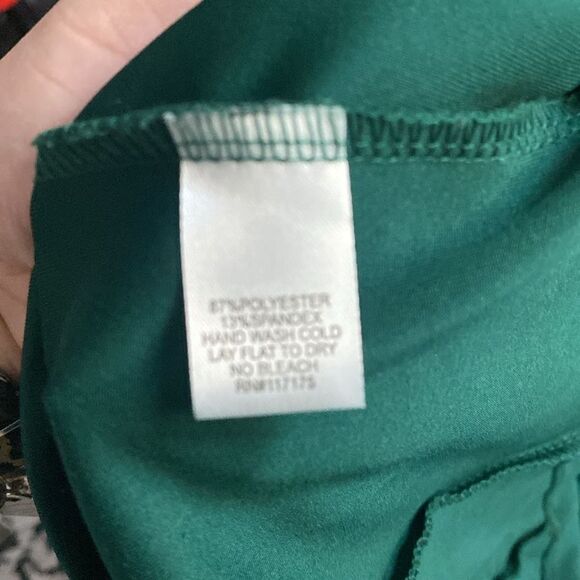 87%POLYESTER
13%SPANDEX
HAND WASH COLD
LAY FLAT TO DRY
NO BLEACH
RN#117175